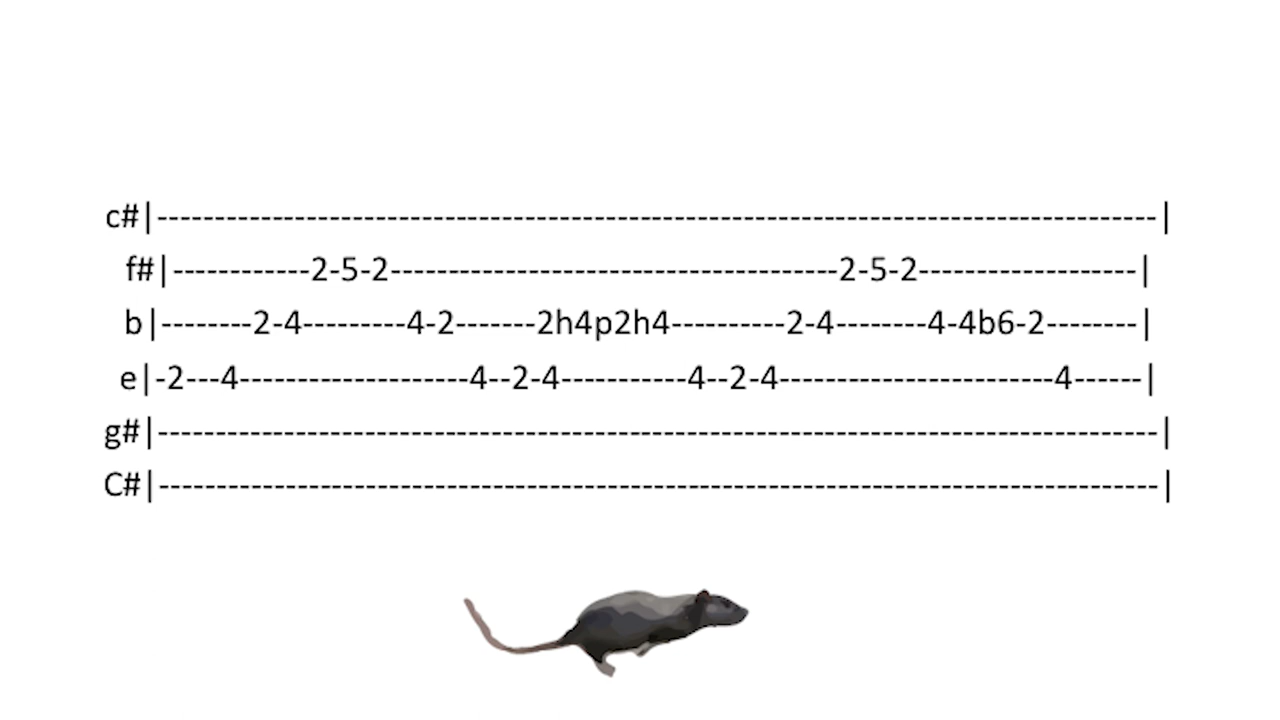 c#|---------------------------------------------------------------------------------------|
f#|------------2-5-2---------------------------------------2-5-2-------------------|
b|--------2-4---------4-2-------2h4p2h4----------2-4--------4-4b6-2--------|
e|-2---4--------------------4--2-4-----------4--2-4------------------------4------|
g#|---------------------------------------------------------------------------------------|
C#|---------------------------------------------------------------------------------------|